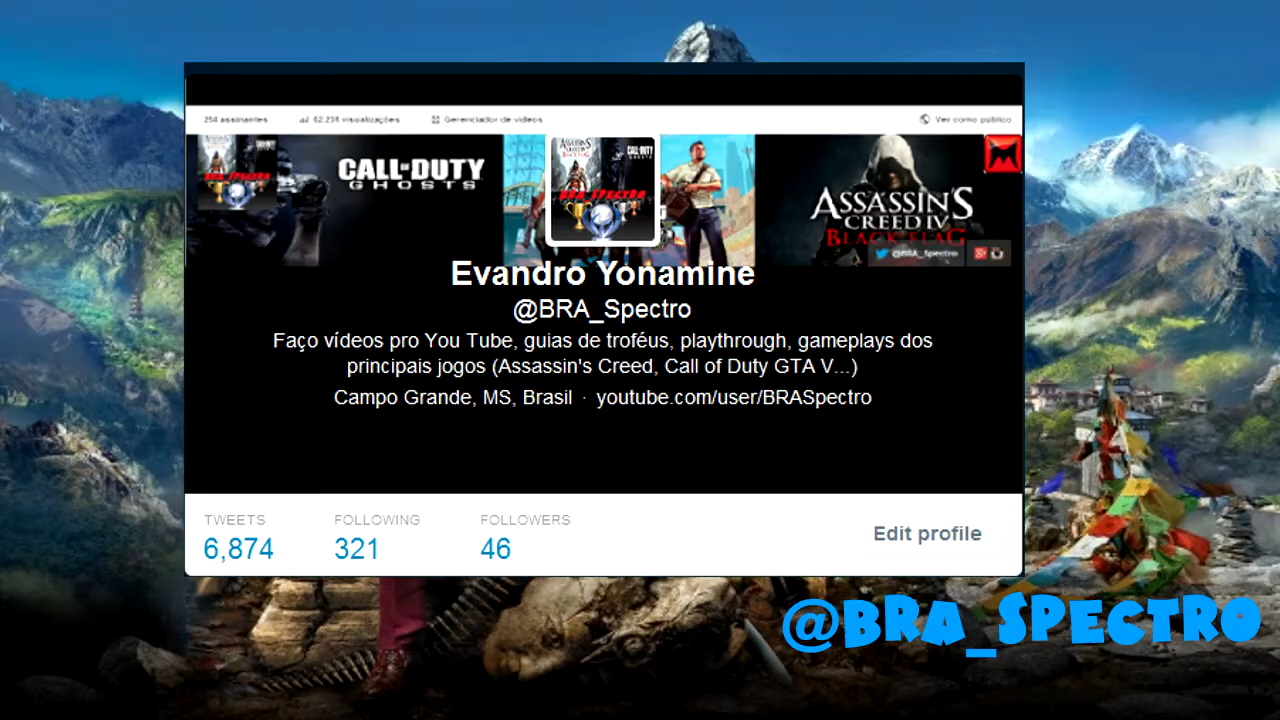 254 assinantes 62.231 visualizações Gerenciador de vídeos Ver como público
CALL OF DUTY
GHOSTS
ASSASSIN'S
CREED IV
BLACK FLAG
BRA_SPECTRO
@BRA_Spectro
Evandro Yonamine
@BRA_Spectro
Faço vídeos pro You Tube, guias de troféus, playthrough, gameplays dos
principais jogos (Assassin's Creed, Call of Duty GTA V...)
Campo Grande, MS, Brasil · youtube.com/user/BRASpectro
TWEETS FOLLOWING FOLLOWERS
6,874 321 46
Edit profile
@BRA_SPECTRO